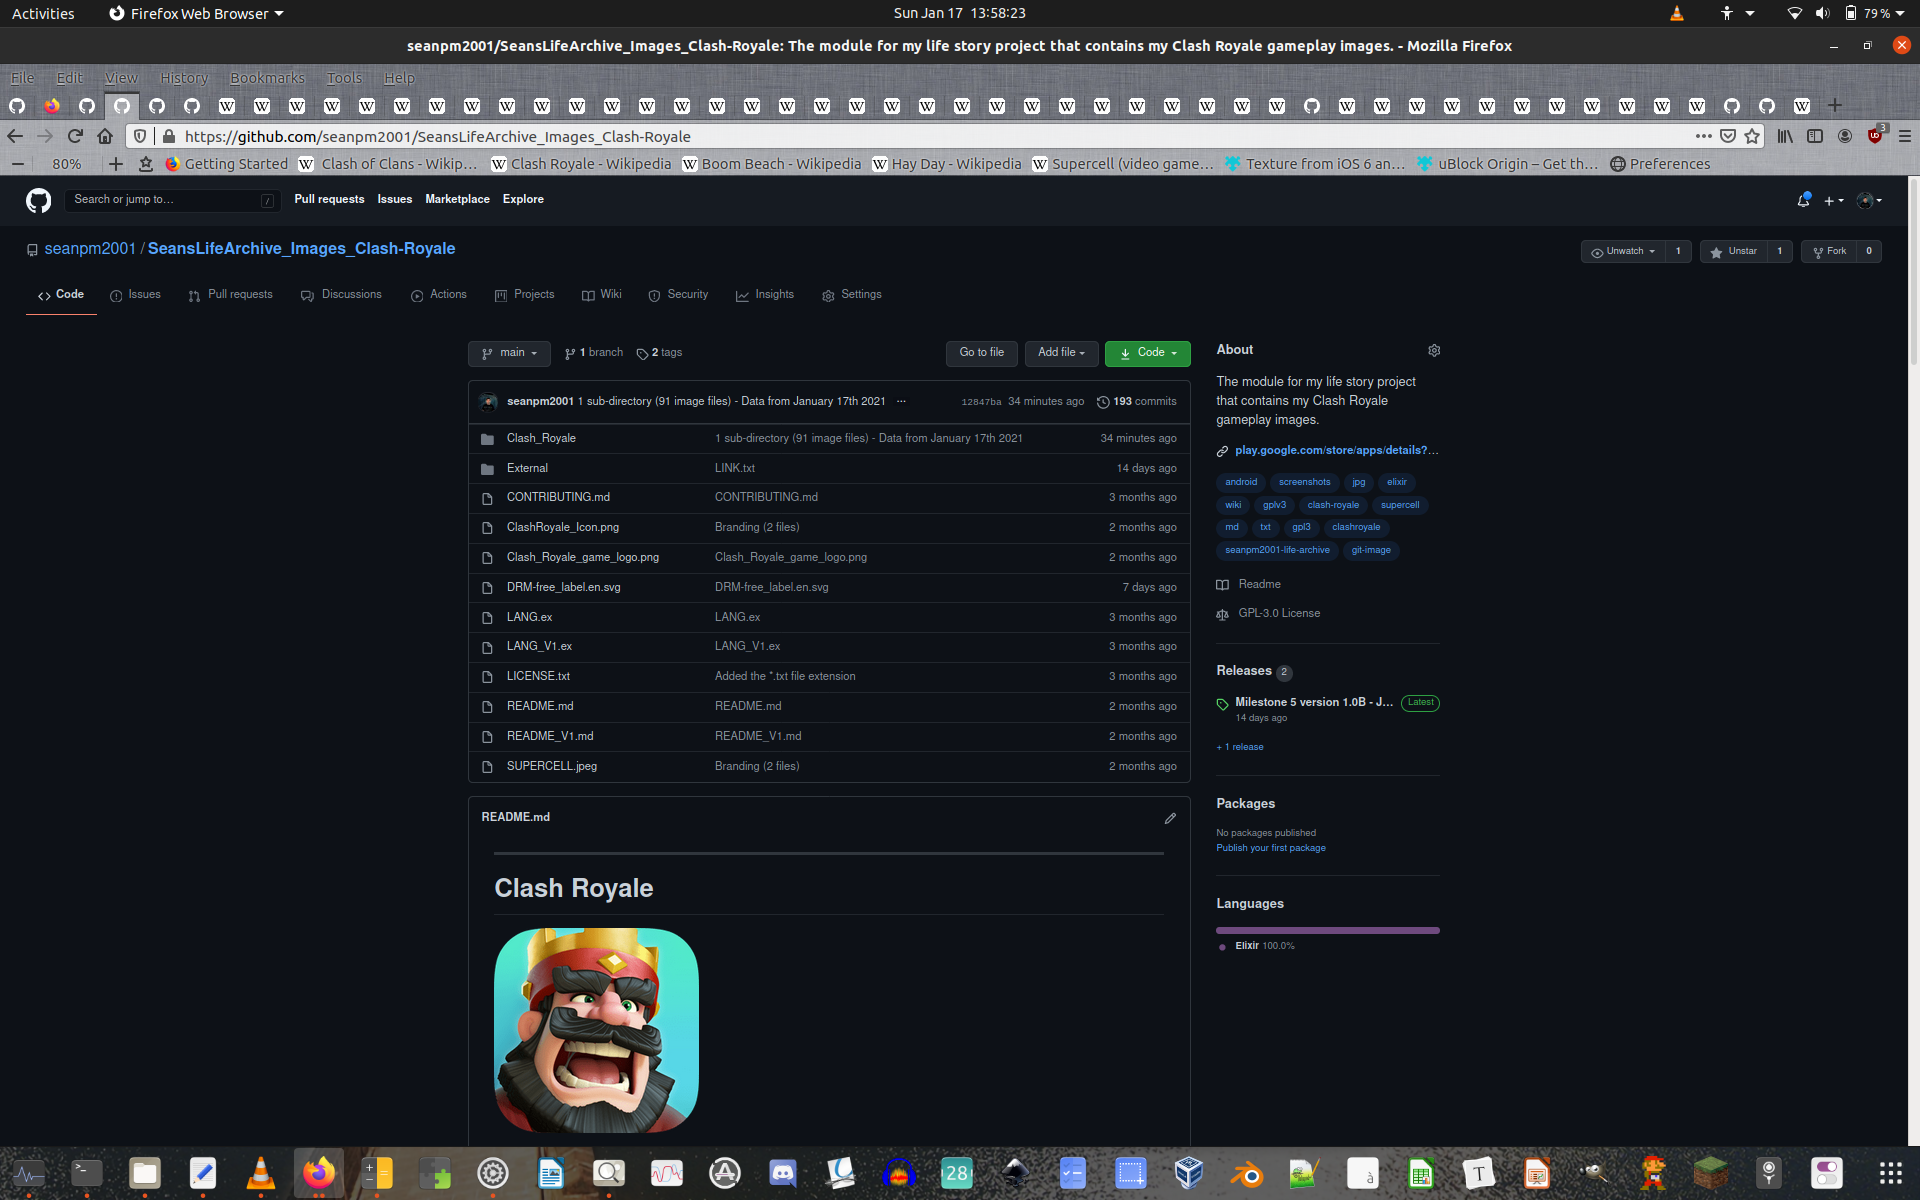 Activities Firefox Web Browser Sun Jan 17 13:58:23 79 %
seanpm2001/SeansLifeArchive_Images_Clash-Royale: The module for my life story project that contains my Clash Royale gameplay images. - Mozilla Firefox
File Edit View History Bookmarks Tools Help
https://github.com/seanpm2001/SeansLifeArchive_Images_Clash-Royale 3
80% Getting Started Clash of Clans - Wikip… Clash Royale - Wikipedia Boom Beach - Wikipedia Hay Day - Wikipedia Supercell (video game… Texture from iOS 6 an… uBlock Origin – Get th… Preferences
Search or jump to… / Pull requests Issues Marketplace Explore
seanpm2001 / SeansLifeArchive_Images_Clash-Royale Unwatch 1 Unstar 1 Fork 0
Code Issues Pull requests Discussions Actions Projects Wiki Security Insights Settings
main 1 branch 2 tags Go to file Add file Code
seanpm2001 1 sub-directory (91 image files) - Data from January 17th 2021 ... 12847ba 34 minutes ago 193 commits
Clash_Royale 1 sub-directory (91 image files) - Data from January 17th 2021 34 minutes ago
External LINK.txt 14 days ago
CONTRIBUTING.md CONTRIBUTING.md 3 months ago
ClashRoyale_Icon.png Branding (2 files) 2 months ago
Clash_Royale_game_logo.png Clash_Royale_game_logo.png 2 months ago
DRM-free_label.en.svg DRM-free_label.en.svg 7 days ago
LANG.ex LANG.ex 3 months ago
LANG_V1.ex LANG_V1.ex 3 months ago
LICENSE.txt Added the *.txt file extension 3 months ago
README.md README.md 2 months ago
README_V1.md README_V1.md 2 months ago
SUPERCELL.jpeg Branding (2 files) 2 months ago
README.md
Clash Royale
About
The module for my life story project
that contains my Clash Royale
gameplay images.
play.google.com/store/apps/details?…
android screenshots jpg elixir
wiki gplv3 clash-royale supercell
md txt gpl3 clashroyale
seanpm2001-life-archive git-image
Readme
GPL-3.0 License
Releases 2
Milestone 5 version 1.0B - J… Latest
14 days ago
+ 1 release
Packages
No packages published
Publish your first package
Languages
Elixir 100.0%
28